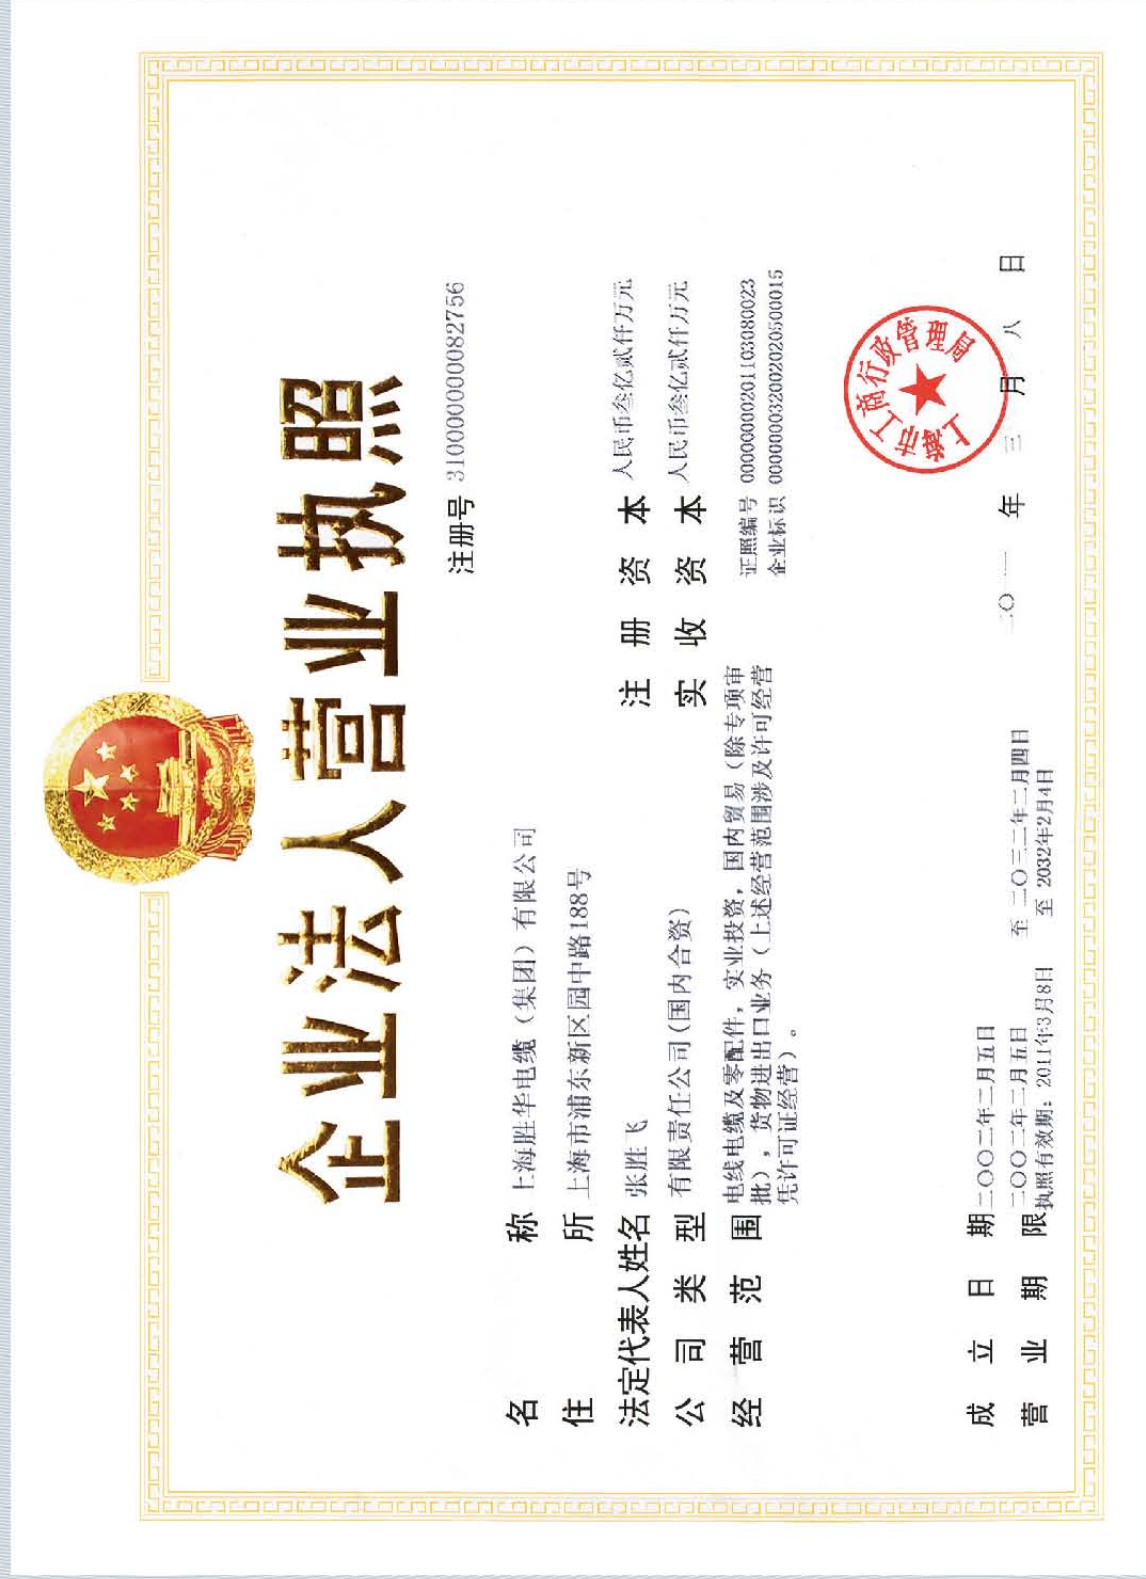 企业法人营业执照
注册号 310000000082756
名称 上海胜华电缆（集团）有限公司
住所 上海市浦东新区园中路188号
法定代表人姓名 张胜飞
注册资本 人民币叁亿贰仟万元
公司类型 有限责任公司(国内合资)
实收资本 人民币叁亿贰仟万元
经营范围 电线电缆及零配件，实业投资，国内贸易（除专项审
批），货物进出口业务（上述经营范围涉及许可经营
凭许可证经营）。
证照编号 00000000201103080023
企业标识 00000003200202050 0015
上海市工商行政管理局
成立日期 二〇〇二年二月五日
营业期限 二〇〇二年二月五日 至 二〇三二年二月四日
执照有效期：2011年3月8日 至 2032年2月4日
二〇一一年三月八日